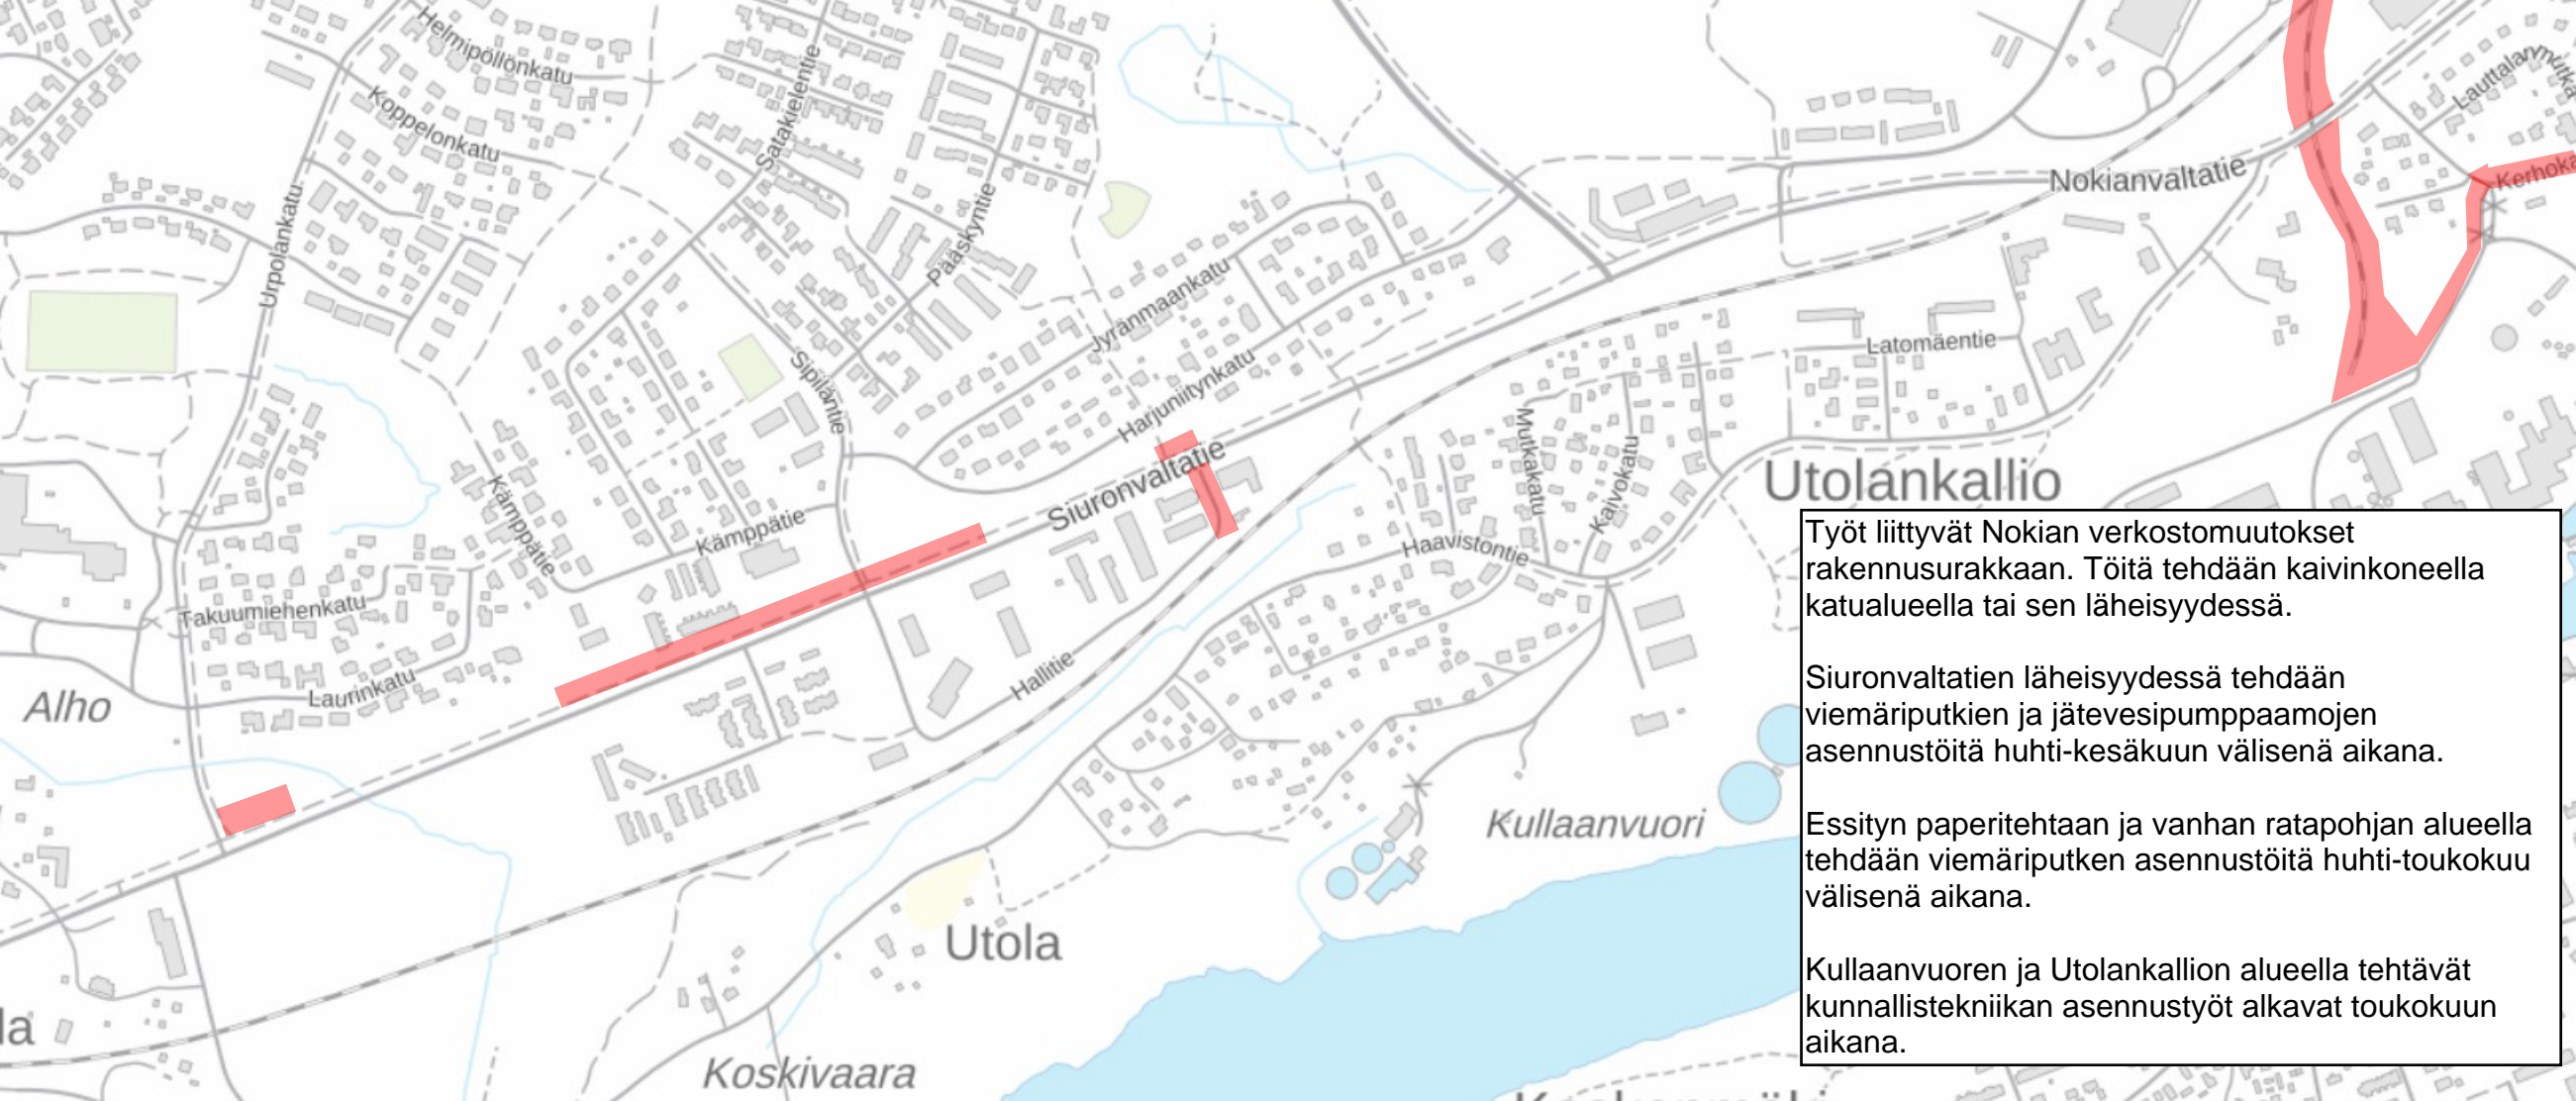 Helmipöllönkatu
Koppelonkatu
Satakielentie
Urpolankatu
Pääskyntie
Nokianvaltatie
Lauttalanmutka
Jyränmaankatu
Sipiläntie
Harjuniitynkatu
Latomäentie
Siuronvaltatie
Mutkakatu
Kaivokatu
Utolankallio
Kämppätie
Kämppätie
Haavistontie
Takuumiehenkatu
Laurinkatu
Hallitie
Alho
Kullaanvuori
Utola
Koskivaara
Työt liittyvät Nokian verkostomuutokset
rakennusurakkaan. Töitä tehdään kaivinkoneella
katualueella tai sen läheisyydessä.
Siuronvaltatien läheisyydessä tehdään
viemäriputkien ja jätevesipumppaamojen
asennustöitä huhti-kesäkuun välisenä aikana.
Essityn paperitehtaan ja vanhan ratapohjan alueella
tehdään viemäriputken asennustöitä huhti-toukokuu
välisenä aikana.
Kullaanvuoren ja Utolankallion alueella tehtävät
kunnallistekniikan asennustyöt alkavat toukokuun
aikana.